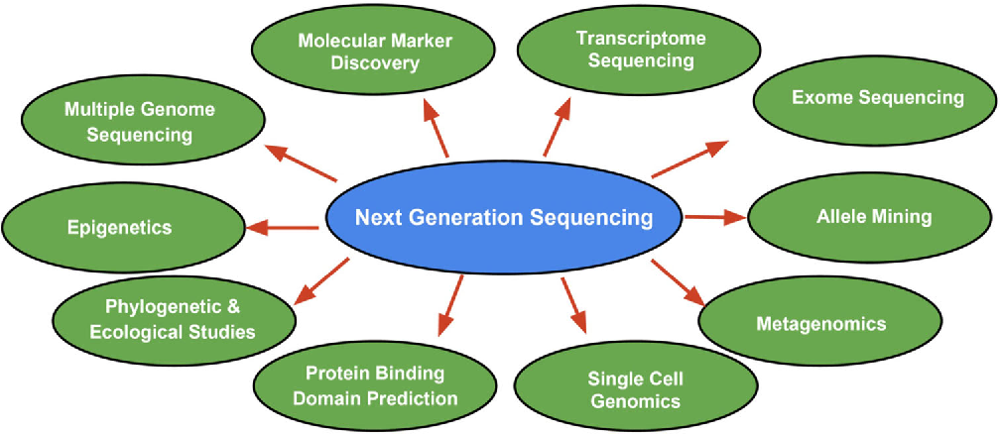 Molecular Marker
Discovery
Transcriptome
Sequencing
Multiple Genome
Sequencing
Exome Sequencing
Next Generation Sequencing
Epigenetics
Allele Mining
Phylogenetic &
Ecological Studies
Metagenomics
Protein Binding
Domain Prediction
Single Cell
Genomics